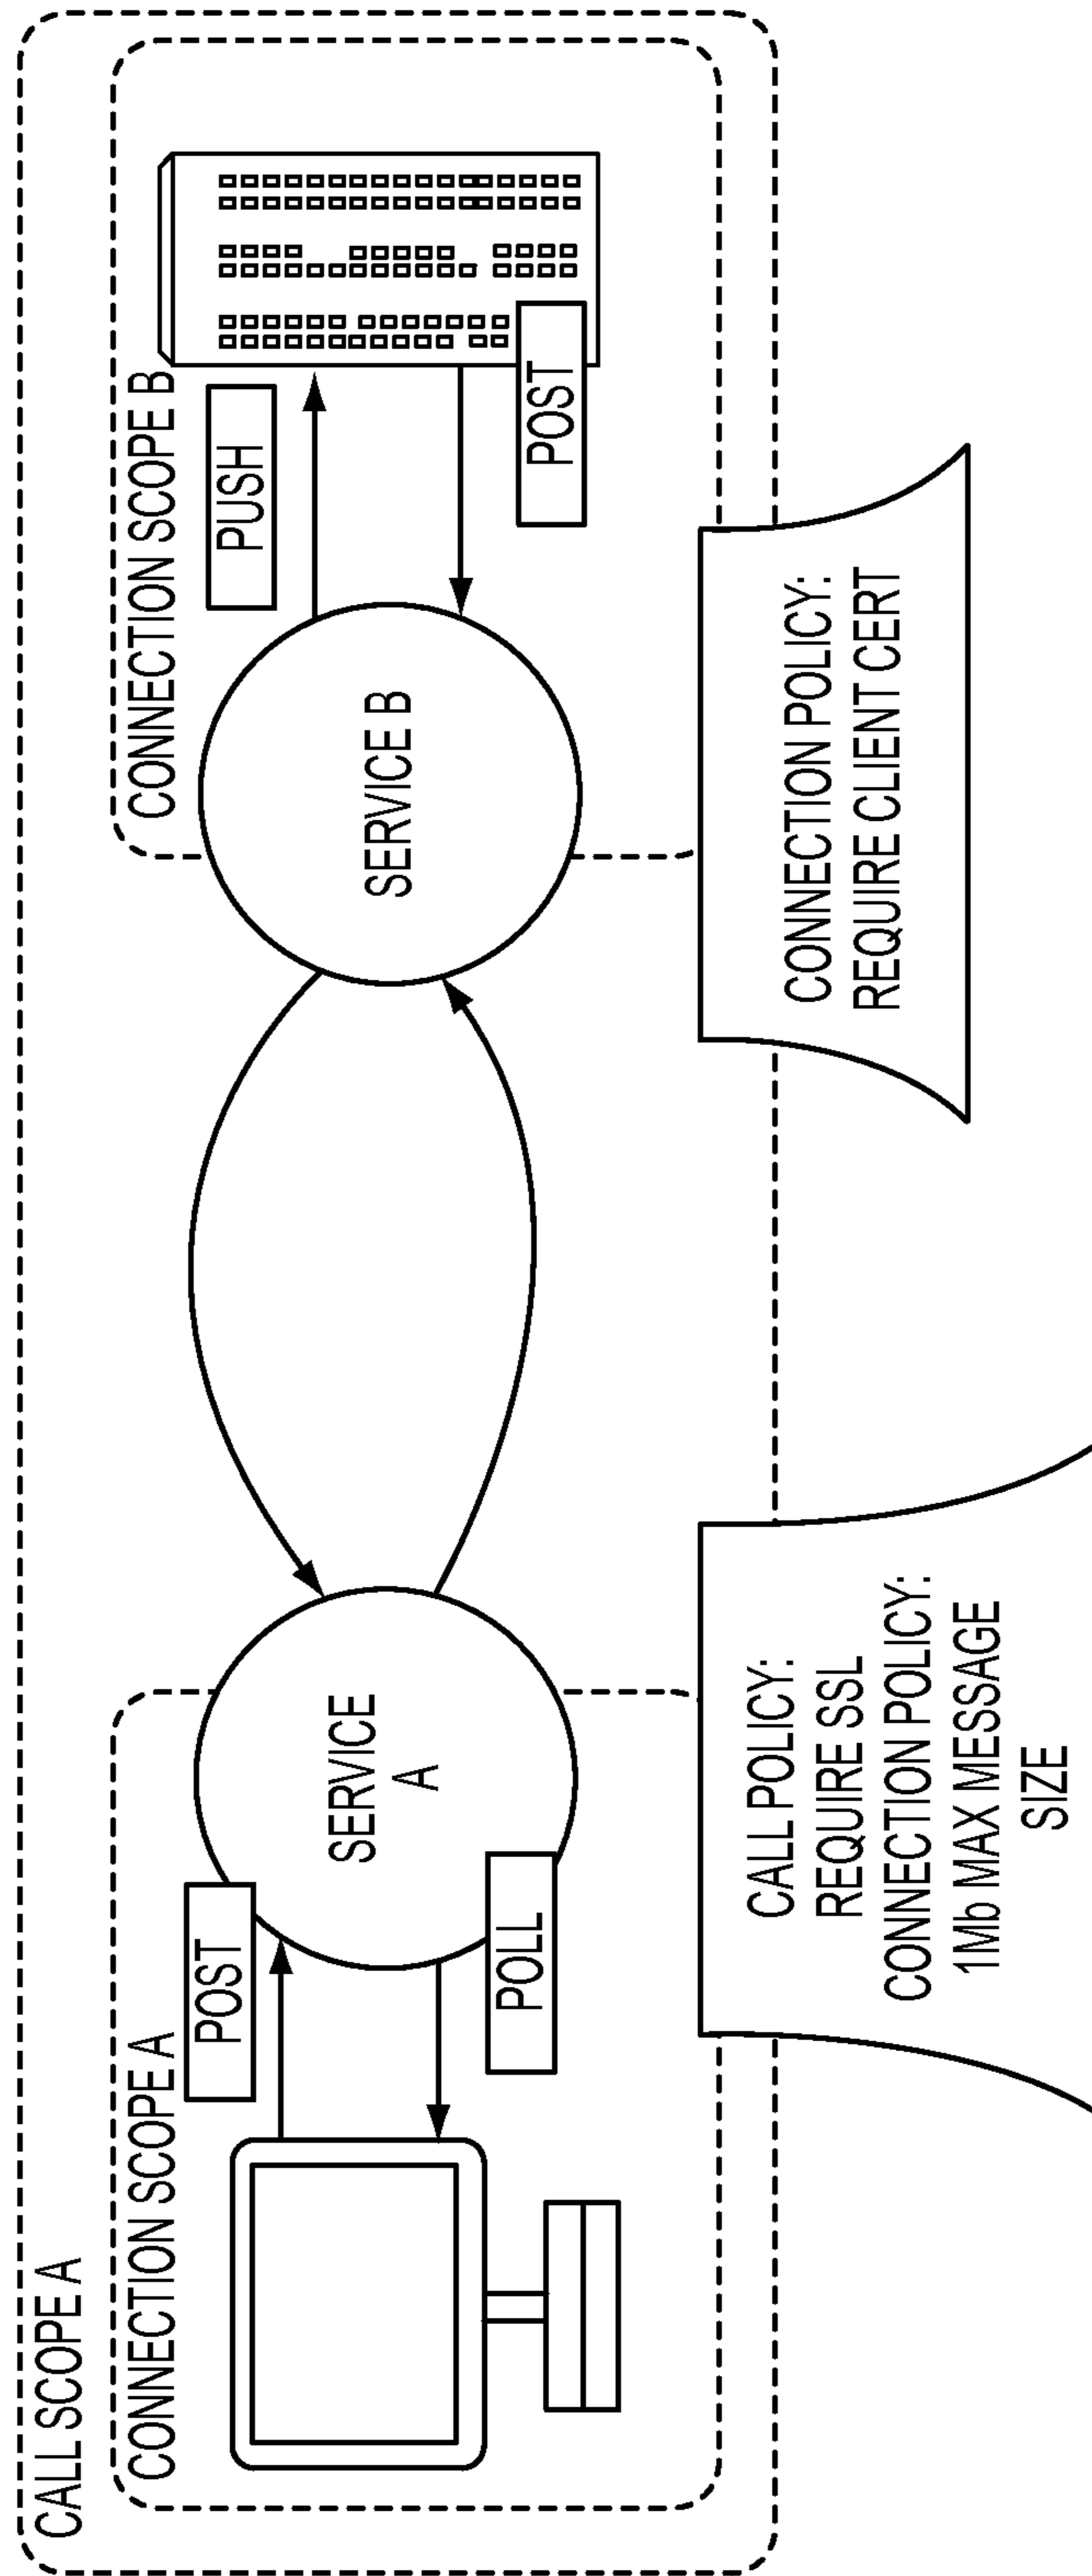 CALL SCOPE A
CONNECTION SCOPE A
POST
POLL
SERVICE
A
CALL POLICY:
REQUIRE SSL
CONNECTION POLICY:
1Mb MAX MESSAGE
SIZE
CONNECTION SCOPE B
SERVICE B
PUSH
POST
CONNECTION POLICY:
REQUIRE CLIENT CERT